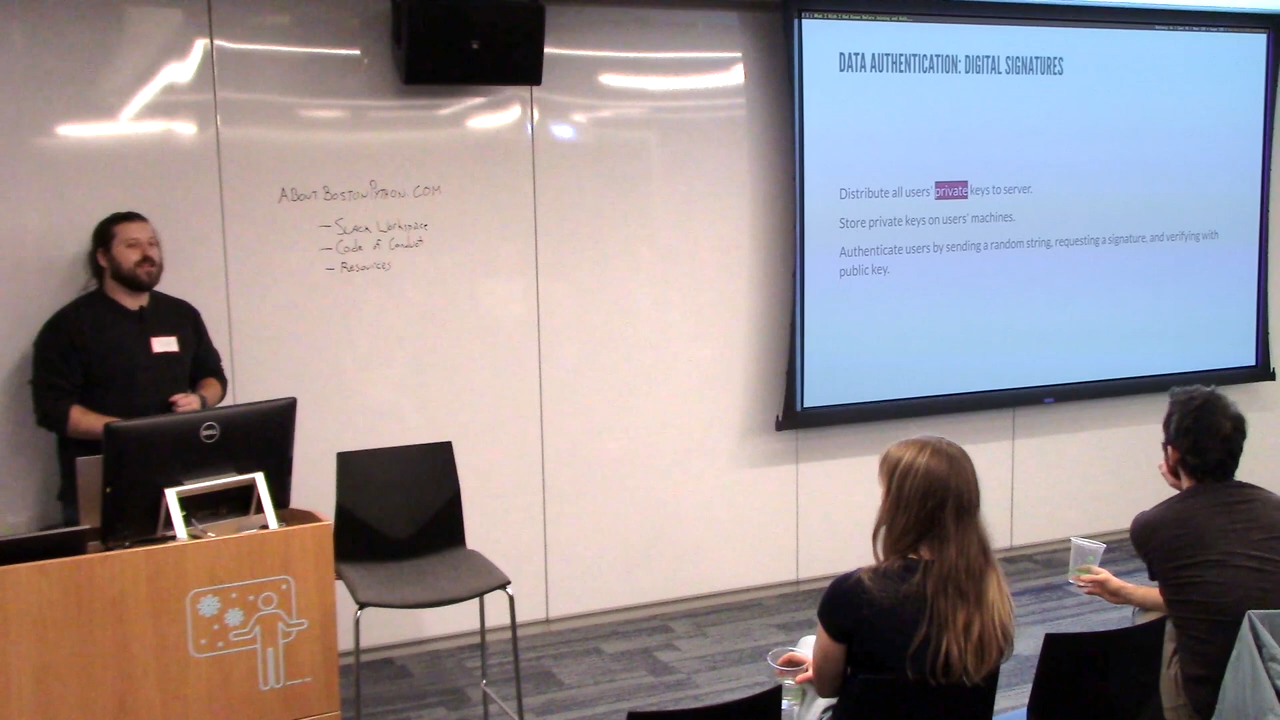 ABOUT BOSTONPYTHON.COM
- Slack Workspace
- Code of Conduct
- Resources
DATA AUTHENTICATION: DIGITAL SIGNATURES
Distribute all users' private keys to server.
Store private keys on users' machines.
Authenticate users by sending a random string, requesting a signature, and verifying with
public key.
DELL